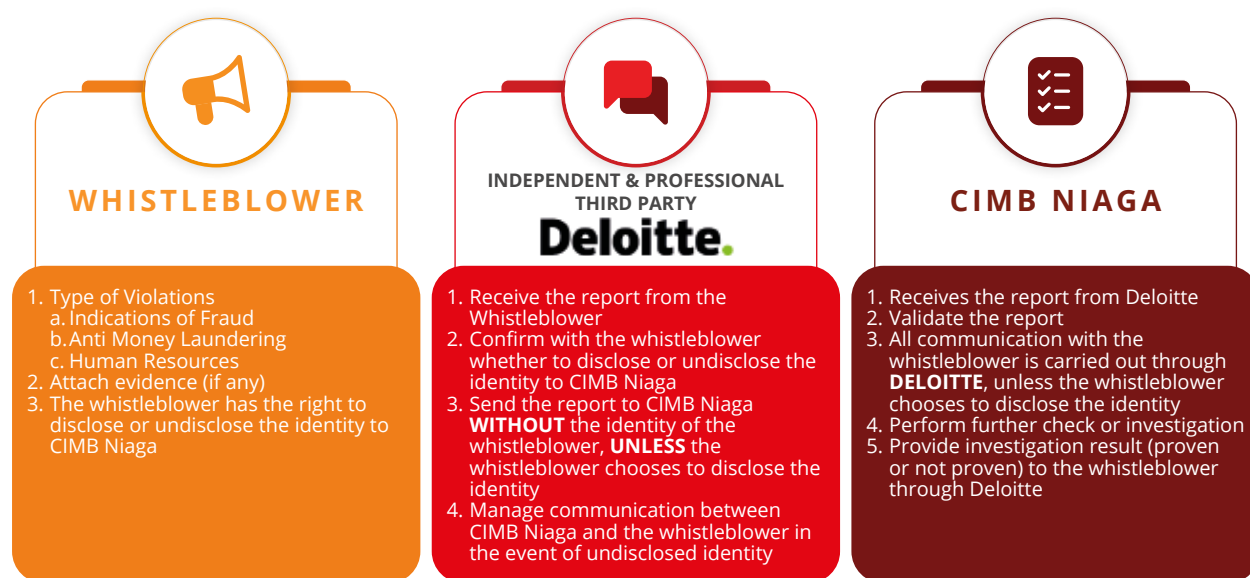 WHISTLEBLOWER
1. Type of Violations
a. Indications of Fraud
b. Anti Money Laundering
c. Human Resources
2. Attach evidence (if any)
3. The whistleblower has the right to
disclose or undisclose the identity to
CIMB Niaga
INDEPENDENT & PROFESSIONAL
THIRD PARTY
Deloitte.
1. Receive the report from the
Whistleblower
2. Confirm with the whistleblower
whether to disclose or undisclose the
identity to CIMB Niaga
3. Send the report to CIMB Niaga
WITHOUT the identity of the
whistleblower, UNLESS the
whistleblower chooses to disclose the
identity
4. Manage communication between
CIMB Niaga and the whistleblower in
the event of undisclosed identity
CIMB NIAGA
1. Receives the report from Deloitte
2. Validate the report
3. All communication with the
whistleblower is carried out through
DELOITTE, unless the whistleblower
chooses to disclose the identity
4. Perform further check or investigation
5. Provide investigation result (proven
or not proven) to the whistleblower
through Deloitte